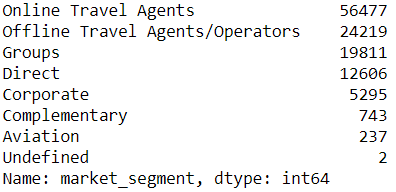 Online Travel Agents             56477
Offline Travel Agents/Operators    24219
Groups                           19811
Direct                           12606
Corporate                         5295
Complementary                      743
Aviation                           237
Undefined                            2
Name: market_segment, dtype: int64